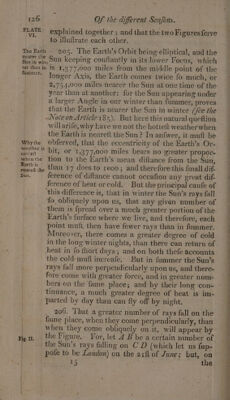 126 Of the different Seasons.
PLATE VI.
explained together; and that the two Figures serve
to illustrate each other.
The Earth nearer the Sun in winter than in Summer.
205. The Earth's Orbit being elliptical, and the
Sun keeping constantly in its lower Focus, which
is 1,377,000 miles from the middle point of the
longer Axis, the Earth comes twice so much, or
2,754,000 miles nearer the Sun at one time of the
year than at another: for the Sun appearing under
a larger Angle in our winter than summer, proves
that the Earth is nearer the Sun in winter (see the
Note on Article 185). But here this natural question
will arise, why have we not the hottest weather when
the Earth is nearest the Sun? In answer, it must be
Why the weather is
when the Earth is nearest the Sun.
observed, that the eccentricity of the Earth's Or-
bit, or 1,377,000 miles bears no greater propor-
tion to the Earth's mean distance from the Sun,
than 17 does to 1000; and therefore this small dif-
ference of distance cannot occasion any great dif-
ference of heat or cold. But the principal cause of
this difference is, that in winter the Sun's rays fall
so obliquely upon us, that any given number of
them is spread over a much greater portion of the
Earth's surface where we live, and therefore, each
point must then have fewer rays than in summer.
Moreover, there comes a greater degree of cold
in the long winter nights, than there can return of
heat in so short days; and on both these accounts
the cold must increase. But in summer the Sun's
rays fall more perpendicularly upon us, and there-
fore come with greater force, and in greater num-
bers on the same place; and by their long con-
tinuance, a much greater degree of heat is im-
parted by day than can fly off by night.
206. That a greater number of rays fall on the
same place, when they come perpendicularly, than
when they come obliquely on it, will appear by
Fig. II.
the Figure. For, let A B be a certain number of
the Sun's rays falling on C D (which let us sup-
pose to be London) on the 21st of June: but, on
15 the